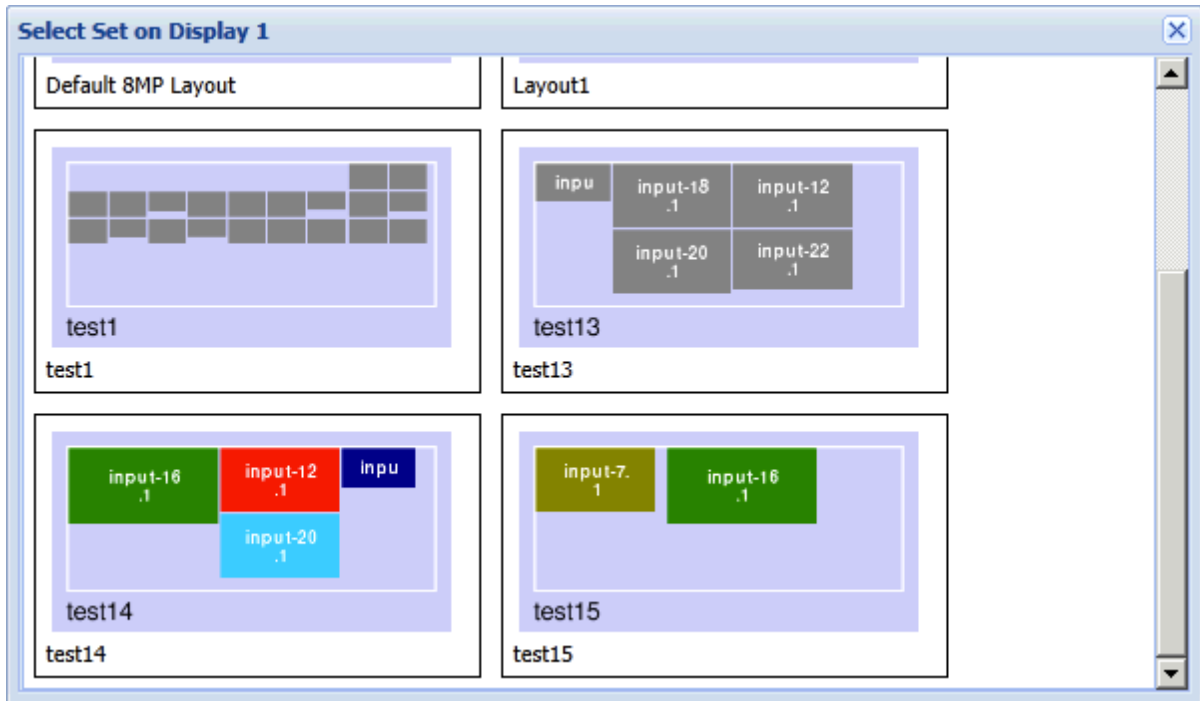 Select Set on Display 1
Default 8MP Layout
Layout1
test1
test1
inpu
input-18
.1
input-12
.1
input-20
.1
input-22
.1
test13
test13
input-16
.1
input-12
.1
inpu
input-20
.1
test14
test14
input-7.
1
input-16
.1
test15
test15